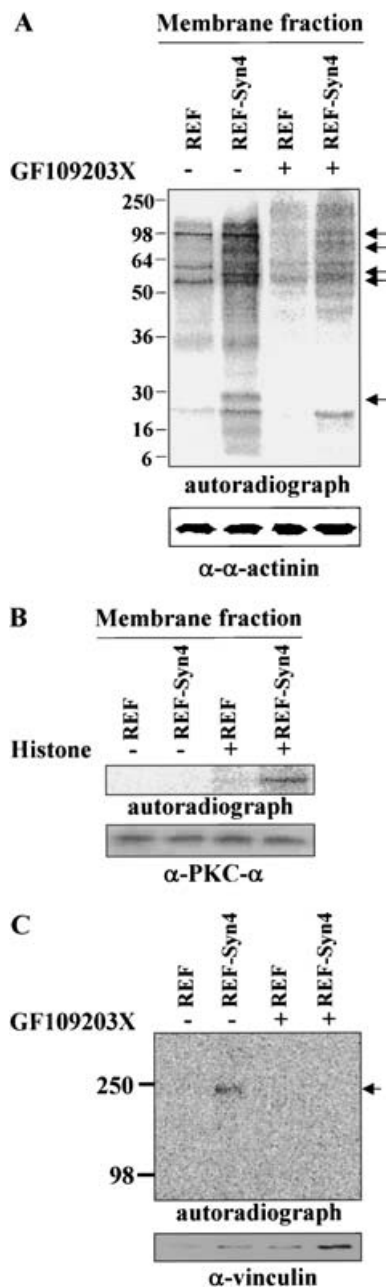 A
Membrane fraction
REF REF-Syn4 REF REF-Syn4
GF109203X - - + +
250
98
64
50
36
30
16
6
autoradiograph
α-α-actinin
B
Membrane fraction
REF REF-Syn4 REF REF-Syn4
Histone - - + +
autoradiograph
α-PKC-α
C
REF REF-Syn4 REF REF-Syn4
GF109203X - - + +
250
98
autoradiograph
α-vinculin